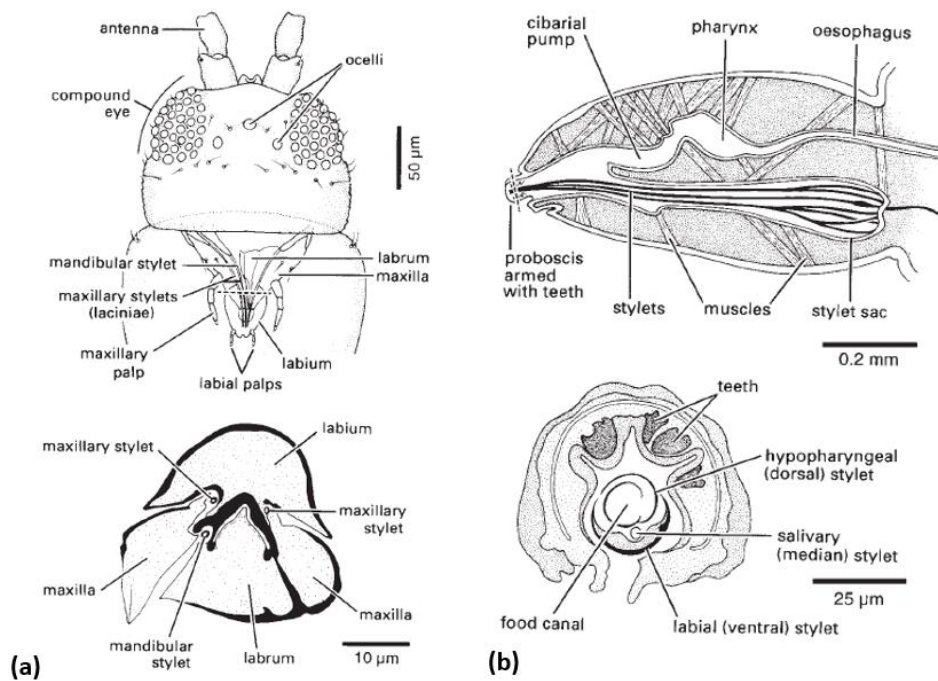 antenna
ocelli
compound
eye
50 µm
mandibular stylet
labrum
maxilla
maxillary stylets
(laciniae)
maxillary
palp
labium
labial palps
labium
maxillary stylet
maxillary
stylet
maxilla
maxilla
mandibular
stylet
labrum
10 µm
(a)
cibarial
pump
pharynx
oesophagus
proboscis
armed
with teeth
stylets
muscles
stylet sac
0.2 mm
teeth
hypopharyngeal
(dorsal) stylet
salivary
(median) stylet
food canal
labial (ventral) stylet
25 µm
(b)